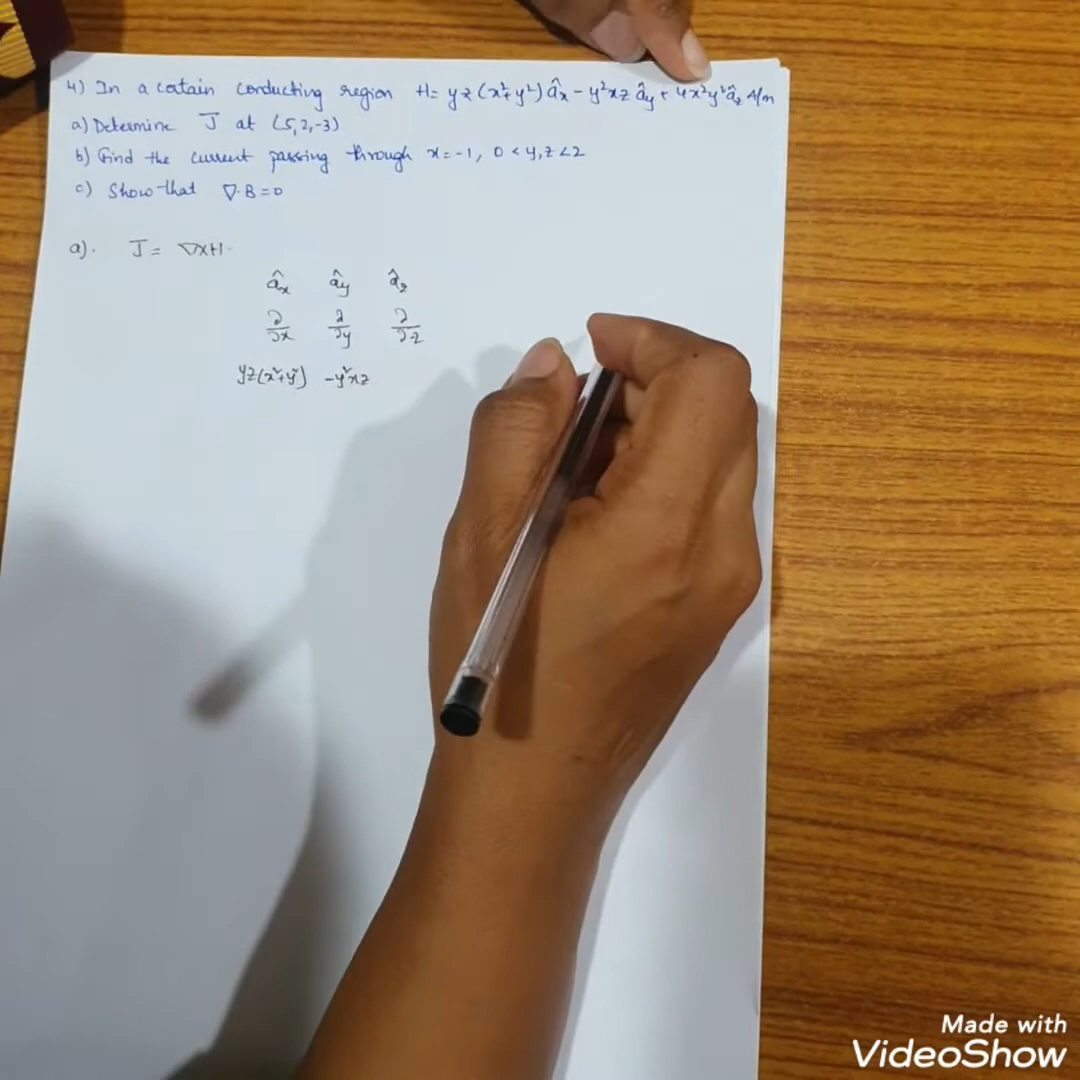 4) In a cetain conducting region H= yz(x²+y²) âx - y²xz ây + 4x²y² âz A/m
a) Determine J at (5,2,-3)
b) Find the current passing through x=-1, 0<y,z<2
c) Show that ∇·B=0
a). J = ∇×H.
âx ây âz
∂/∂x ∂/∂y ∂/∂z
yz(x²+y²) -y²xz
Made with
VideoShow